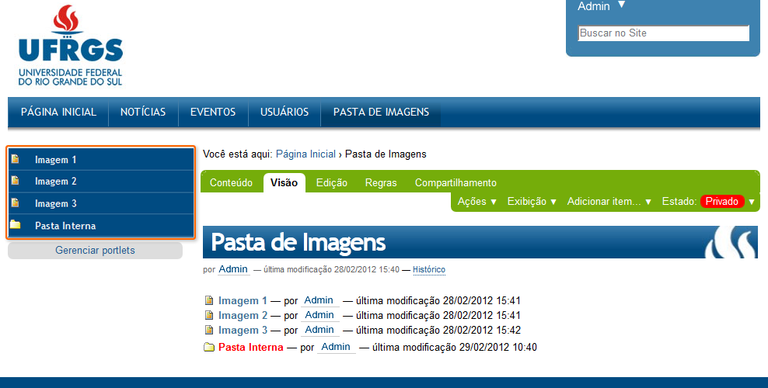 Admin ▼
Buscar no Site
UFRGS
UNIVERSIDADE FEDERAL
DO RIO GRANDE DO SUL
PÁGINA INICIAL NOTÍCIAS EVENTOS USUÁRIOS PASTA DE IMAGENS
Imagem 1
Imagem 2
Imagem 3
Pasta Interna
Gerenciar portlets
Você está aqui: Página Inicial › Pasta de Imagens
Conteúdo Visão Edição Regras Compartilhamento
Ações ▼ Exibição ▼ Adicionar item... ▼ Estado: Privado ▼
Pasta de Imagens
por Admin — última modificação 28/02/2012 15:40 — Histórico
Imagem 1 — por Admin — última modificação 28/02/2012 15:41
Imagem 2 — por Admin — última modificação 28/02/2012 15:41
Imagem 3 — por Admin — última modificação 28/02/2012 15:42
Pasta Interna — por Admin — última modificação 29/02/2012 10:40